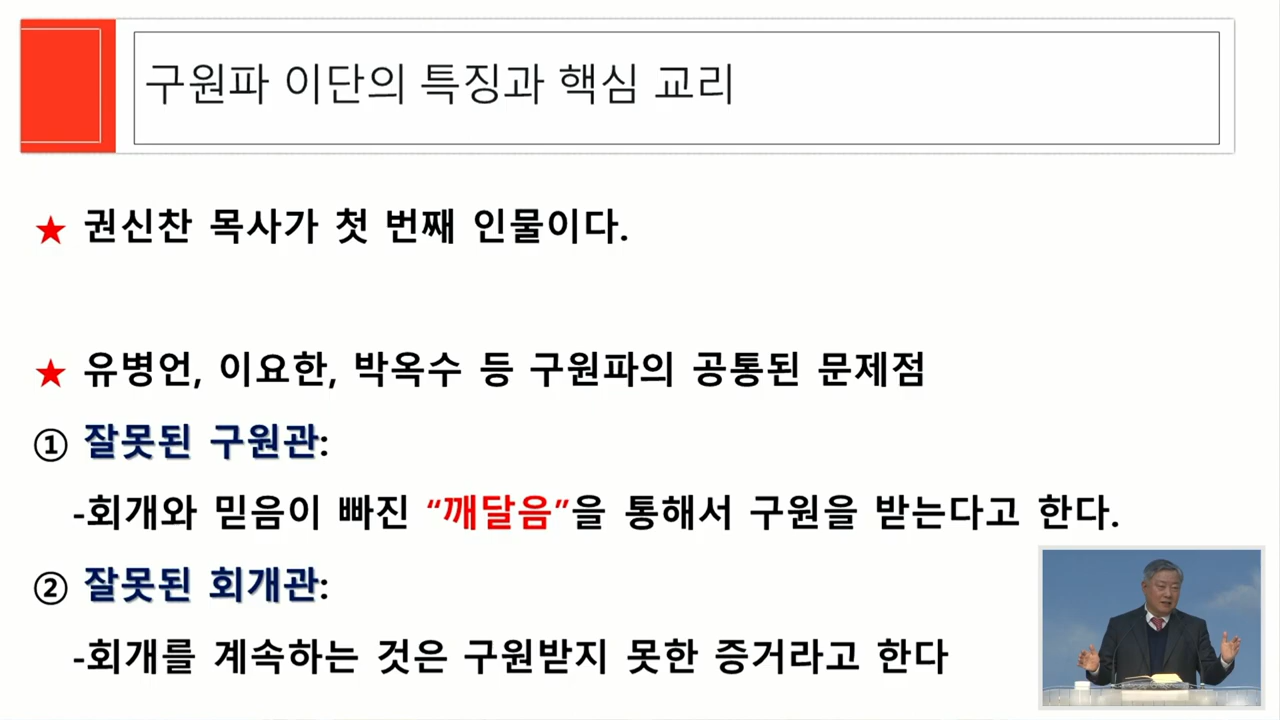 구원파 이단의 특징과 핵심 교리
★ 권신찬 목사가 첫 번째 인물이다.
★ 유병언, 이요한, 박옥수 등 구원파의 공통된 문제점
① 잘못된 구원관:
-회개와 믿음이 빠진 “깨달음”을 통해서 구원을 받는다고 한다.
② 잘못된 회개관:
-회개를 계속하는 것은 구원받지 못한 증거라고 한다